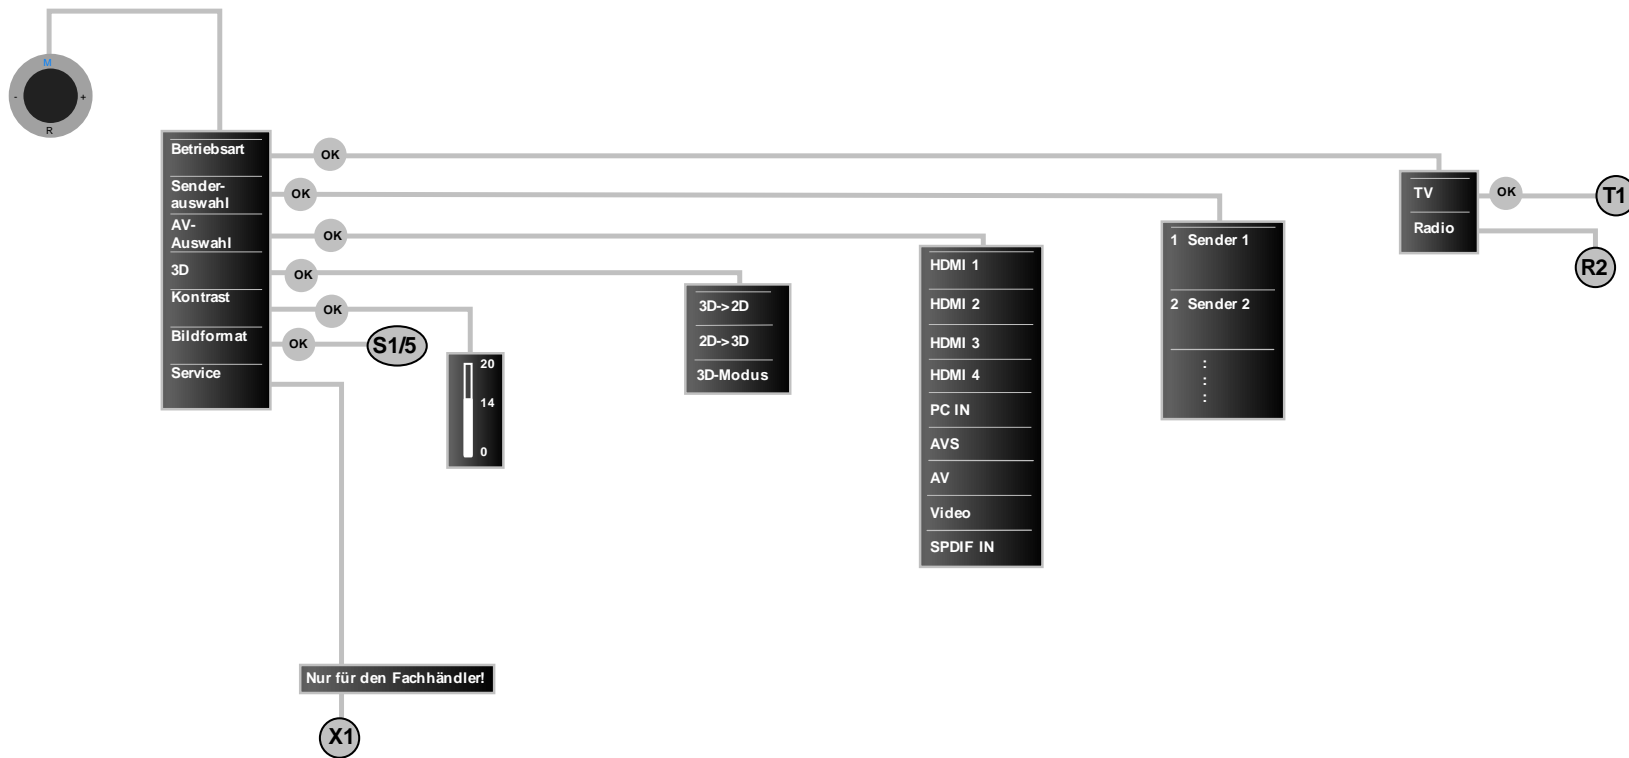 M
-
+
R
Betriebsart
Sender-
auswahl
AV-
Auswahl
3D
Kontrast
Bildformat
Service
OK
OK
OK
OK
OK
OK
S1/5
20
14
0
3D->2D
2D->3D
3D-Modus
HDMI 1
HDMI 2
HDMI 3
HDMI 4
PC IN
AVS
AV
Video
SPDIF IN
1 Sender 1
2 Sender 2
TV
Radio
OK
T1
R2
Nur für den Fachhändler!
X1